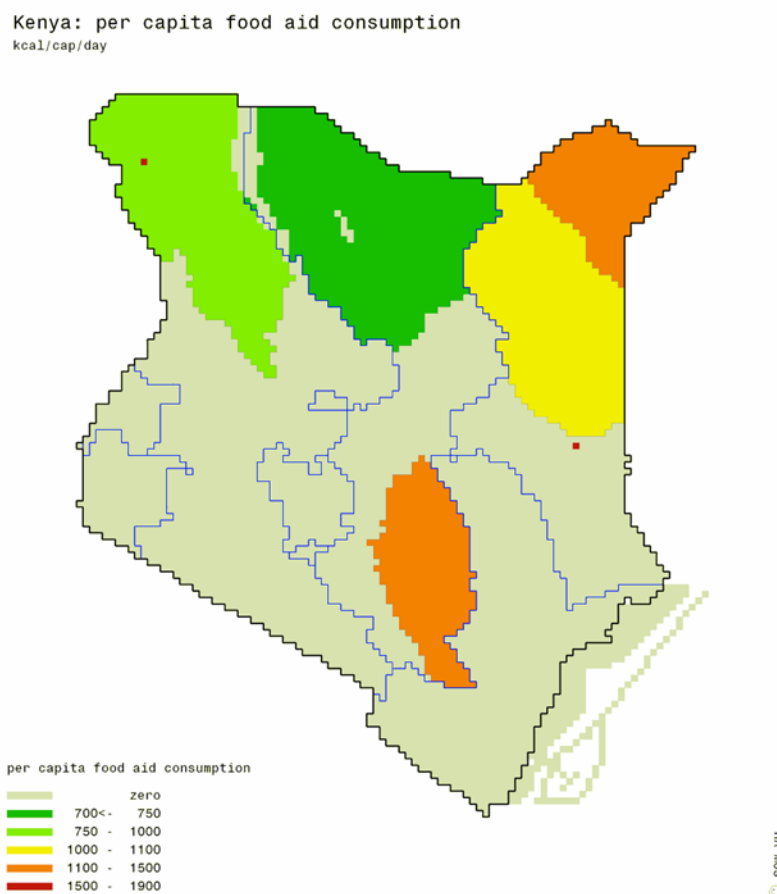 Kenya: per capita food aid consumption
kcal/cap/day
per capita food aid consumption
zero
700<- 750
750 - 1000
1000 - 1100
1100 - 1500
1500 - 1900